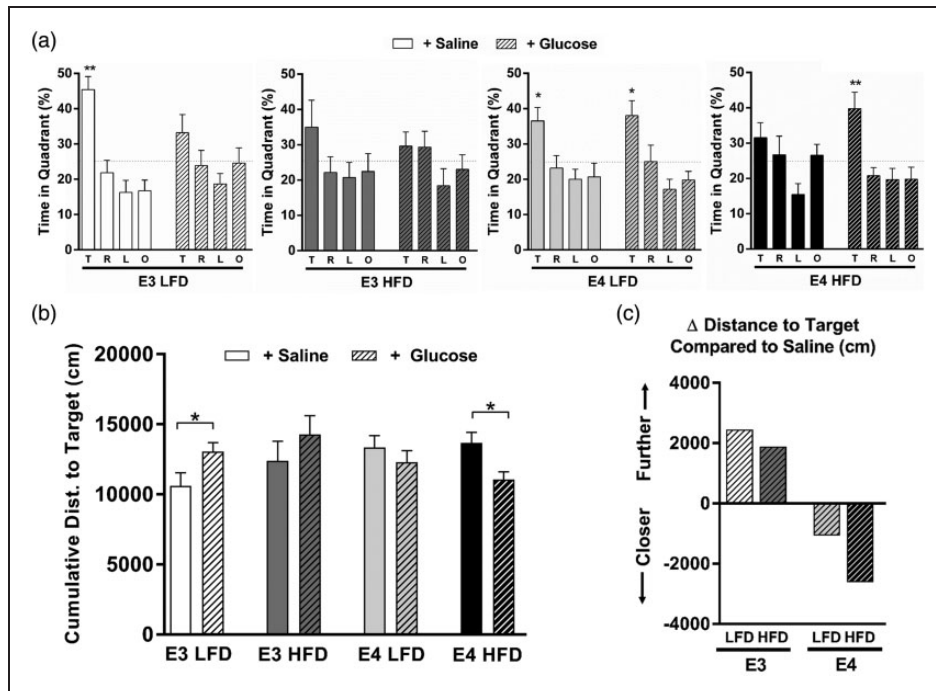 (a)
+ Saline + Glucose
Time in Quadrant (%)
50
40
30
20
10
0
**
T R L O T R L O
E3 LFD
Time in Quadrant (%)
50
40
30
20
10
0
T R L O T R L O
E3 HFD
Time in Quadrant (%)
50
40
30
20
10
0
* *
T R L O T R L O
E4 LFD
Time in Quadrant (%)
50
40
30
20
10
0
**
T R L O T R L O
E4 HFD
(b)
Cumulative Dist. to Target (cm)
+ Saline + Glucose
20000
15000
10000
5000
0
* *
E3 LFD E3 HFD E4 LFD E4 HFD
(c)
Δ Distance to Target
Compared to Saline (cm)
Closer Further
4000
2000
0
-2000
-4000
LFD HFD LFD HFD
E3 E4